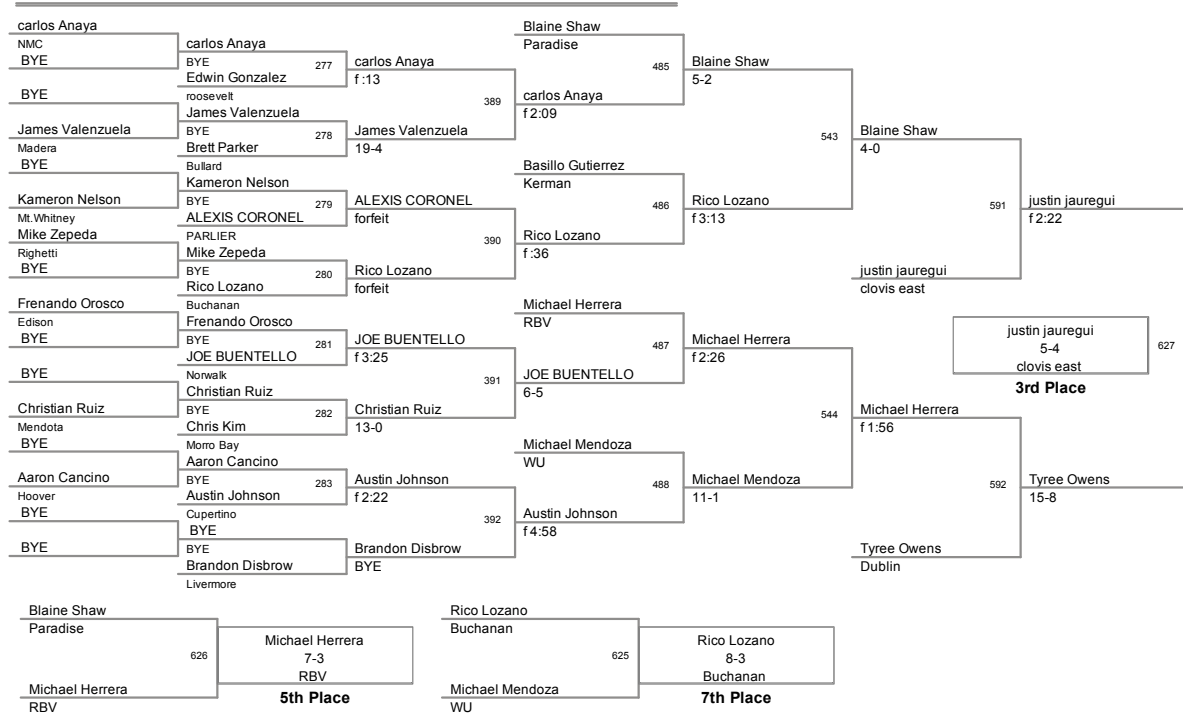 carlos Anaya
NMC
BYE
BYE
James Valenzuela
Madera
BYE
Kameron Nelson
Mt.Whitney
Mike Zepeda
Righetti
BYE
Frenando Orosco
Edison
BYE
BYE
Christian Ruiz
Mendota
BYE
Aaron Cancino
Hoover
BYE
BYE
carlos Anaya
BYE
277
Edwin Gonzalez
roosevelt
James Valenzuela
BYE
278
Brett Parker
Bullard
Kameron Nelson
BYE
279
ALEXIS CORONEL
PARLIER
Mike Zepeda
BYE
280
Rico Lozano
Buchanan
Frenando Orosco
BYE
281
JOE BUENTELLO
Norwalk
Christian Ruiz
BYE
282
Chris Kim
Morro Bay
Aaron Cancino
BYE
283
Austin Johnson
Cupertino
BYE
BYE
Brandon Disbrow
Livermore
carlos Anaya
f :13
389
James Valenzuela
19-4
ALEXIS CORONEL
forfeit
390
Rico Lozano
forfeit
JOE BUENTELLO
f 3:25
391
Christian Ruiz
13-0
Austin Johnson
f 2:22
392
Brandon Disbrow
BYE
Blaine Shaw
Paradise
485
carlos Anaya
f 2:09
Basillo Gutierrez
Kerman
486
Rico Lozano
f :36
Michael Herrera
RBV
487
JOE BUENTELLO
6-5
Michael Mendoza
WU
488
Austin Johnson
f 4:58
Blaine Shaw
5-2
543
Rico Lozano
f 3:13
Michael Herrera
f 2:26
544
Michael Mendoza
11-1
Blaine Shaw
4-0
591
justin jauregui
clovis east
Michael Herrera
f 1:56
592
Tyree Owens
Dublin
justin jauregui
f 2:22
Tyree Owens
15-8
justin jauregui
5-4
clovis east
627
3rd Place
Blaine Shaw
Paradise
626
Michael Herrera
RBV
Michael Herrera
7-3
RBV
5th Place
Rico Lozano
Buchanan
625
Michael Mendoza
WU
Rico Lozano
8-3
Buchanan
7th Place